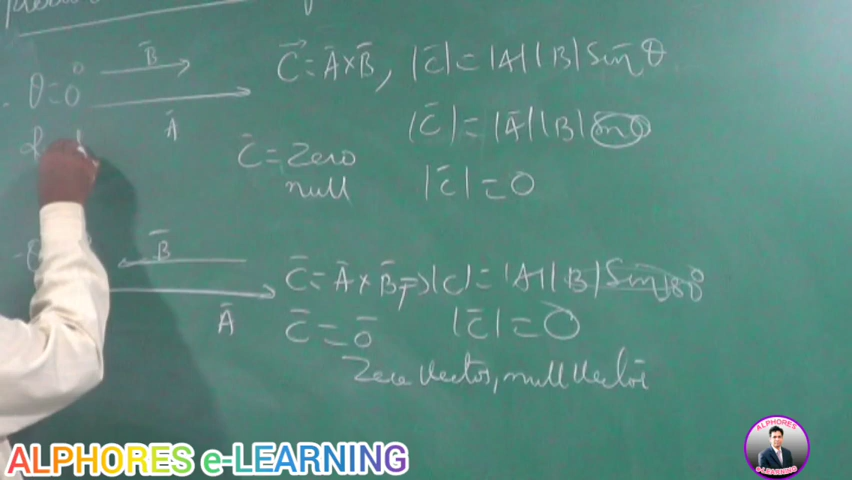 B̄
C⃗ = Ā × B̄, |C̄| = |A||B| Sin θ
θ = 0°
Ā
|C̄| = |Ā||B| Sin 0
C̄ = Zero
null
|C̄| = 0
B̄
C̄ = Ā × B̄ ⇒ |C| = |A||B| Sin 180°
Ā
C̄ = ō
|C̄| = 0
Zero Vector, null Vector
ALPHORES e-LEARNING
ALPHORES
e-LEARNING